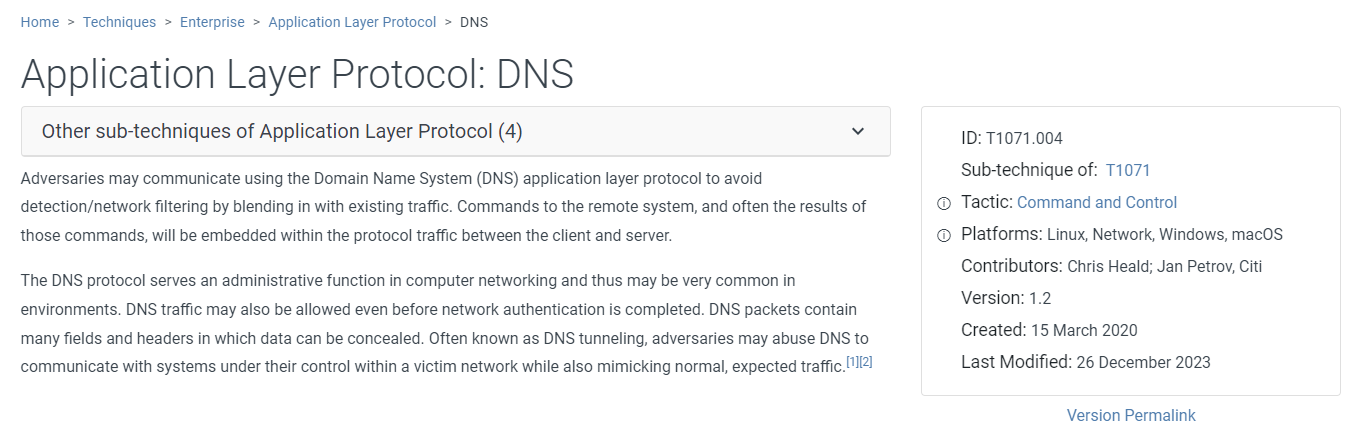 Home > Techniques > Enterprise > Application Layer Protocol > DNS
Application Layer Protocol: DNS
Other sub-techniques of Application Layer Protocol (4)
Adversaries may communicate using the Domain Name System (DNS) application layer protocol to avoid
detection/network filtering by blending in with existing traffic. Commands to the remote system, and often the results of
those commands, will be embedded within the protocol traffic between the client and server.
The DNS protocol serves an administrative function in computer networking and thus may be very common in
environments. DNS traffic may also be allowed even before network authentication is completed. DNS packets contain
many fields and headers in which data can be concealed. Often known as DNS tunneling, adversaries may abuse DNS to
communicate with systems under their control within a victim network while also mimicking normal, expected traffic.[1][2]
ID: T1071.004
Sub-technique of: T1071
Tactic: Command and Control
Platforms: Linux, Network, Windows, macOS
Contributors: Chris Heald; Jan Petrov, Citi
Version: 1.2
Created: 15 March 2020
Last Modified: 26 December 2023
Version Permalink